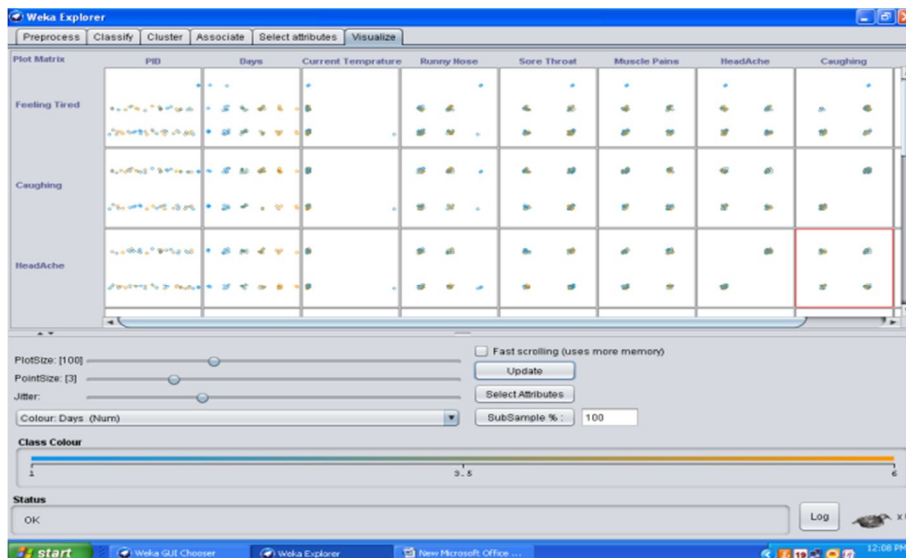 Weka Explorer
Preprocess Classify Cluster Associate Select attributes Visualize
Plot Matrix PID Days Current Temprature Runny Nose Sore Throat Muscle Pains HeadAche Caughing
Feeling Tired
Caughing
HeadAche
PlotSize: [100]
PointSize: [3]
Jitter:
Fast scrolling (uses more memory)
Update
Select Attributes
Colour: Days (Num)
SubSample % : 100
Class Colour
1 3.5 6
Status
OK
Log
x
start Weka GUI Chooser Weka Explorer New Microsoft Office ... 19 12:08 PM